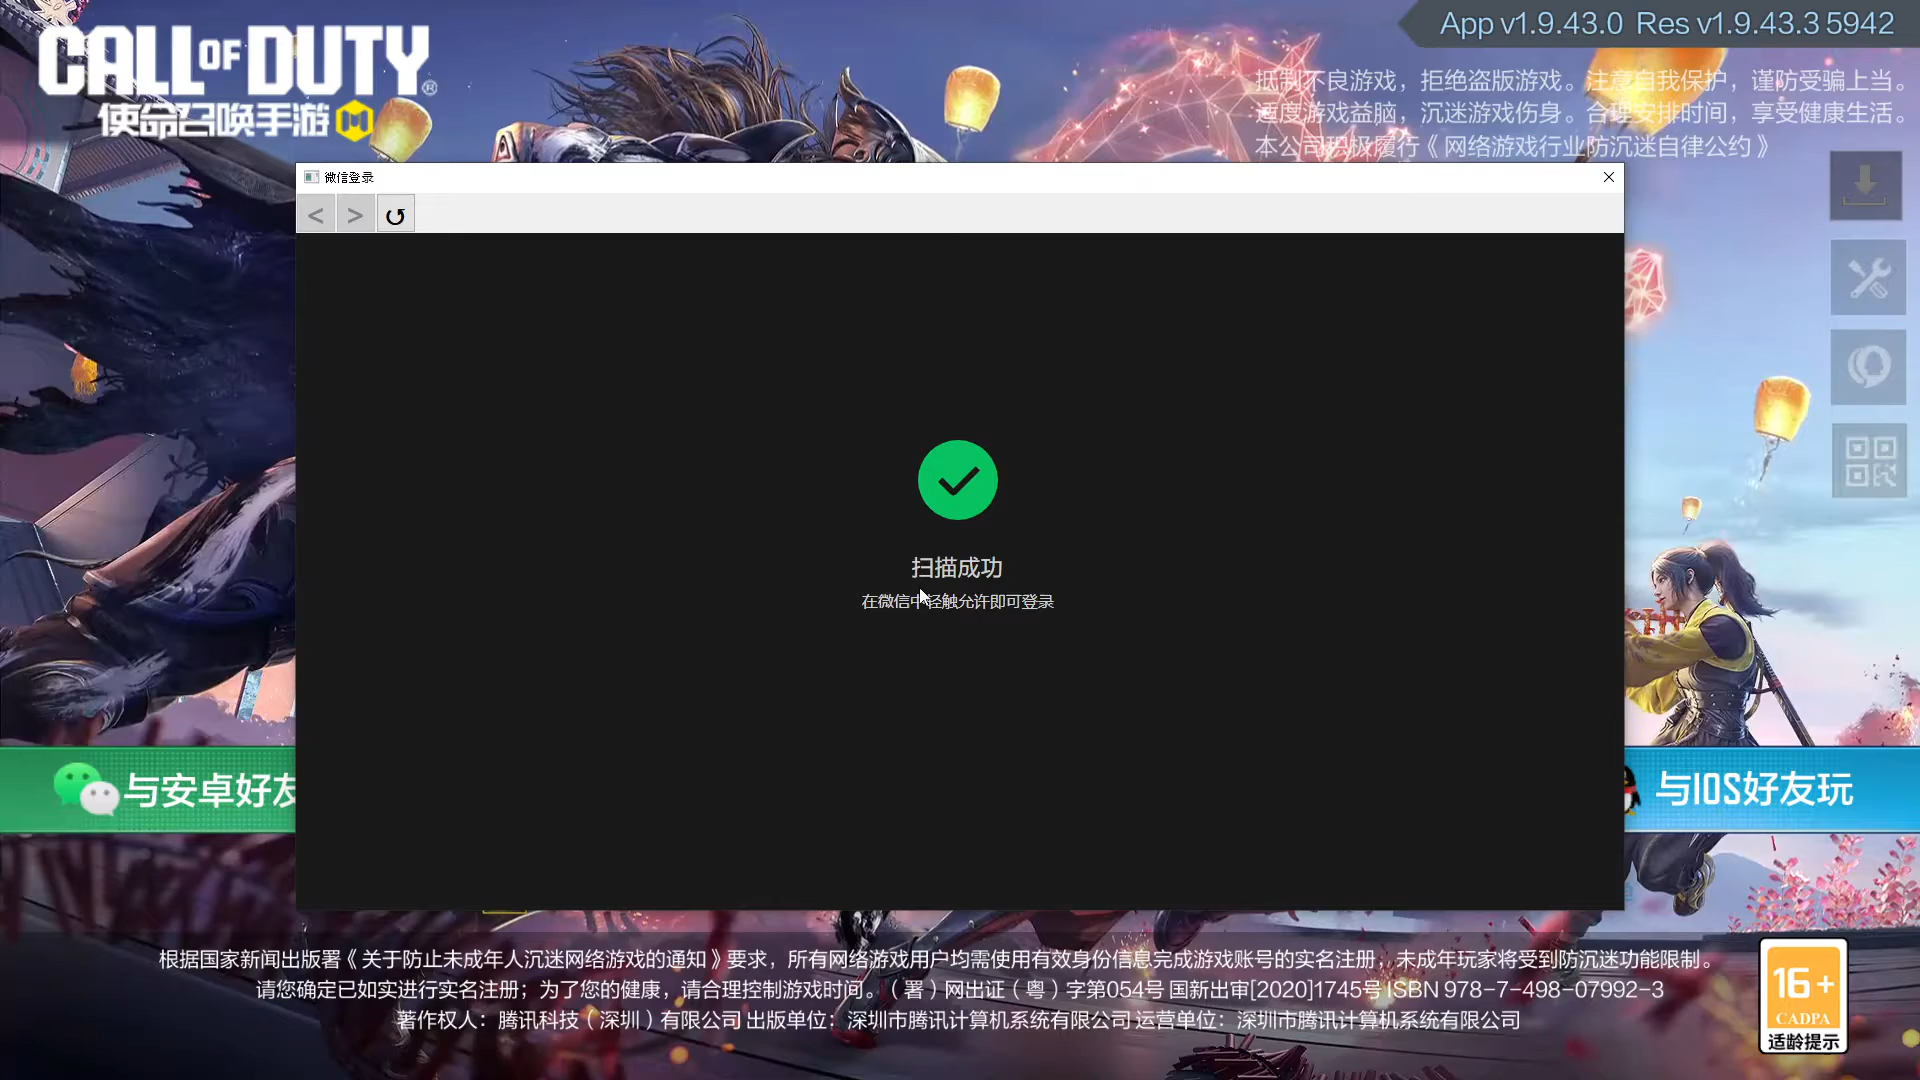 CALL OF DUTY®
使命召唤手游
App v1.9.43.0 Res v1.9.43.3 5942
抵制不良游戏，拒绝盗版游戏。注意自我保护，谨防受骗上当。
适度游戏益脑，沉迷游戏伤身。合理安排时间，享受健康生活。
本公司积极履行《网络游戏行业防沉迷自律公约》
微信登录
扫描成功
在微信中轻触允许即可登录
与安卓好友
与IOS好友玩
根据国家新闻出版署《关于防止未成年人沉迷网络游戏的通知》要求，所有网络游戏用户均需使用有效身份信息完成游戏账号的实名注册，未成年玩家将受到防沉迷功能限制。
请您确定已如实进行实名注册；为了您的健康，请合理控制游戏时间。（署）网出证（粤）字第054号 国新出审[2020]1745号 ISBN 978-7-498-07992-3
著作权人：腾讯科技（深圳）有限公司 出版单位：深圳市腾讯计算机系统有限公司 运营单位：深圳市腾讯计算机系统有限公司
16+
CADPA
适龄提示